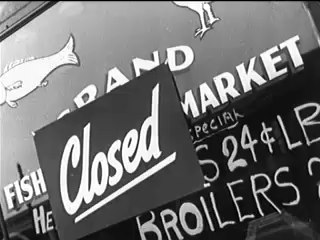 GRAND
MARKET
Closed
SPECIAL
24¢ LB
FISH
BROILERS